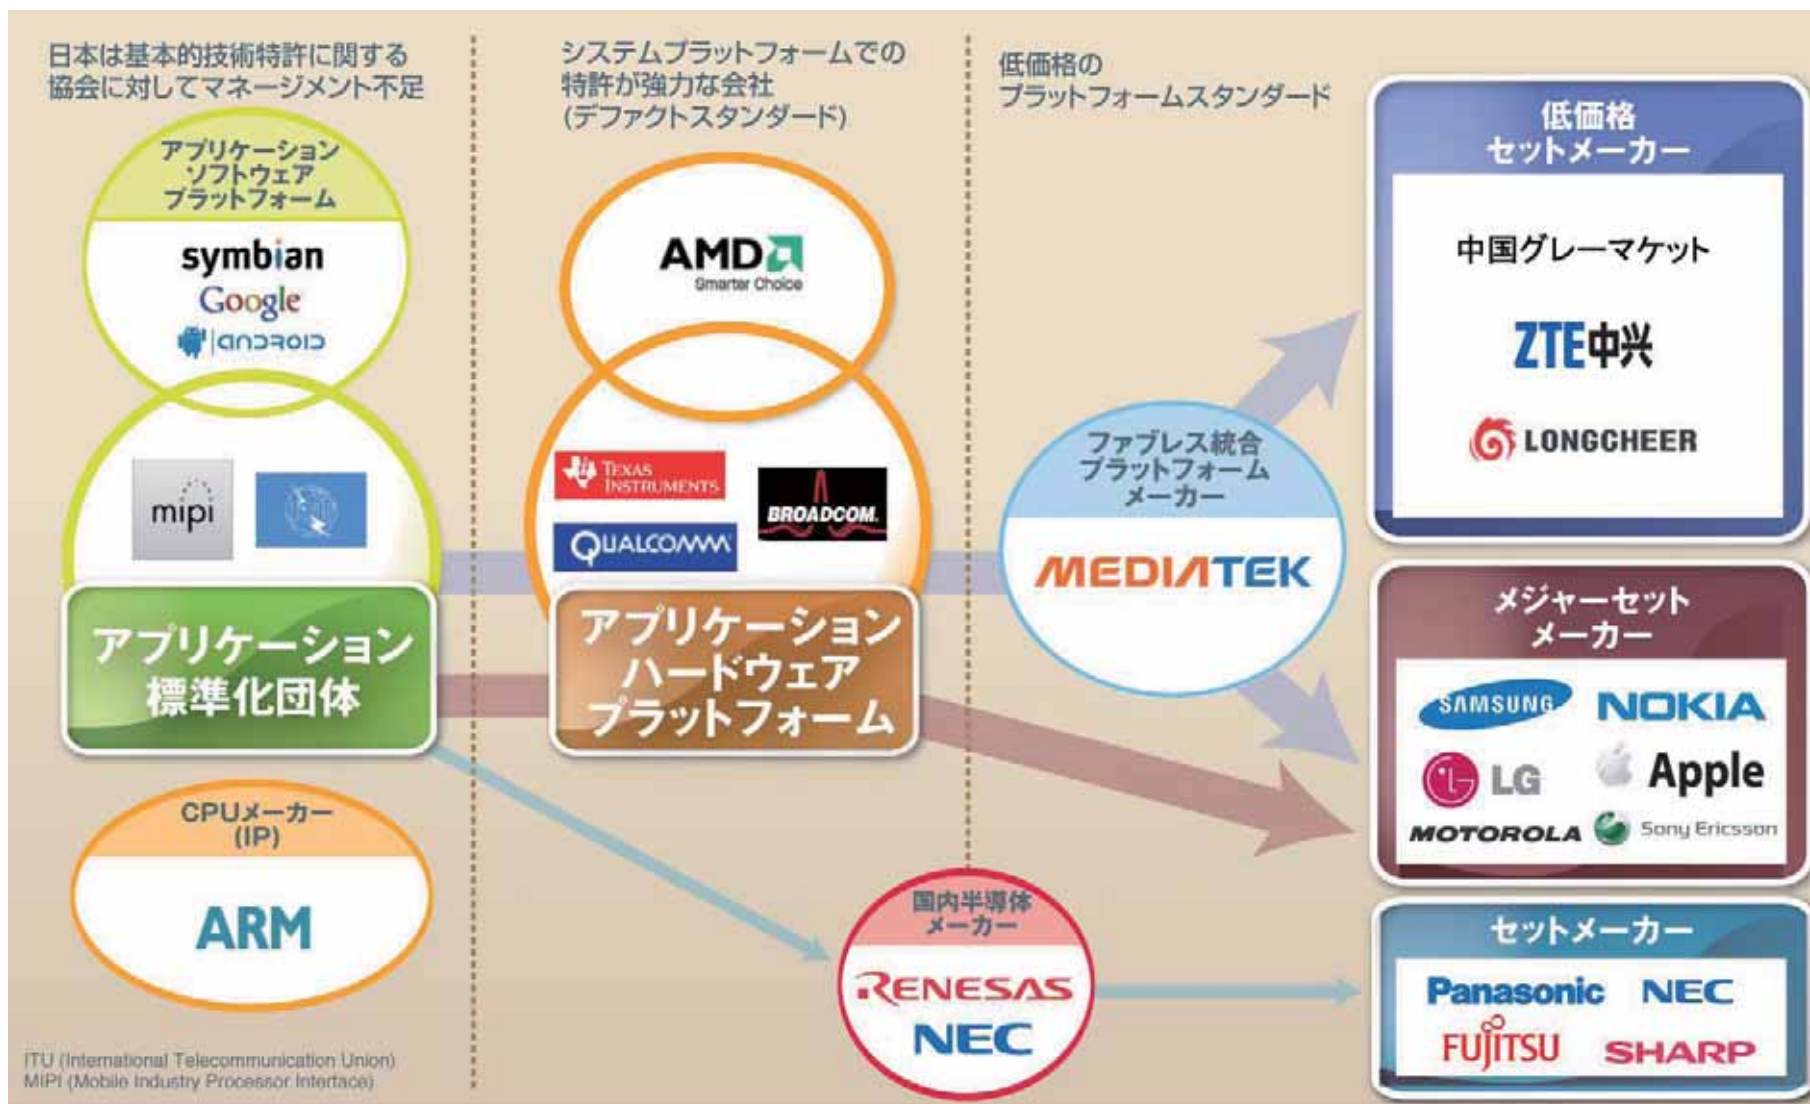 日本は基本的技術特許に関する
協会に対してマネージメント不足
アプリケーション
ソフトウェア
プラットフォーム
symbian
Google
ANDROID
mipi
アプリケーション
標準化団体
CPUメーカー
(IP)
ARM
ITU (International Telecommunication Union)
MIPI (Mobile Industry Processor Interface)
システムプラットフォームでの
特許が強力な会社
(デファクトスタンダード)
AMD
Smarter Choice
TEXAS
INSTRUMENTS
BROADCOM.
QUALCOMM
アプリケーション
ハードウェア
プラットフォーム
低価格の
プラットフォームスタンダード
ファブレス統合
プラットフォーム
メーカー
MEDIATEK
国内半導体
メーカー
RENESAS
NEC
低価格
セットメーカー
中国グレーマケット
ZTE中兴
LONGCHEER
メジャーセット
メーカー
SAMSUNG NOKIA
LG Apple
MOTOROLA Sony Ericsson
セットメーカー
Panasonic NEC
FUJITSU SHARP